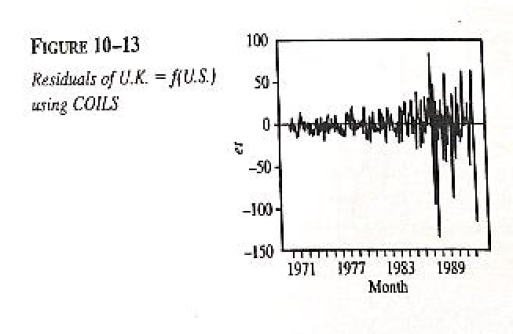 FIGURE 10–13
Residuals of U.K. = f(U.S.)
using COILS
100
50
0
−50
−100
−150
et
1971 1977 1983 1989
Month